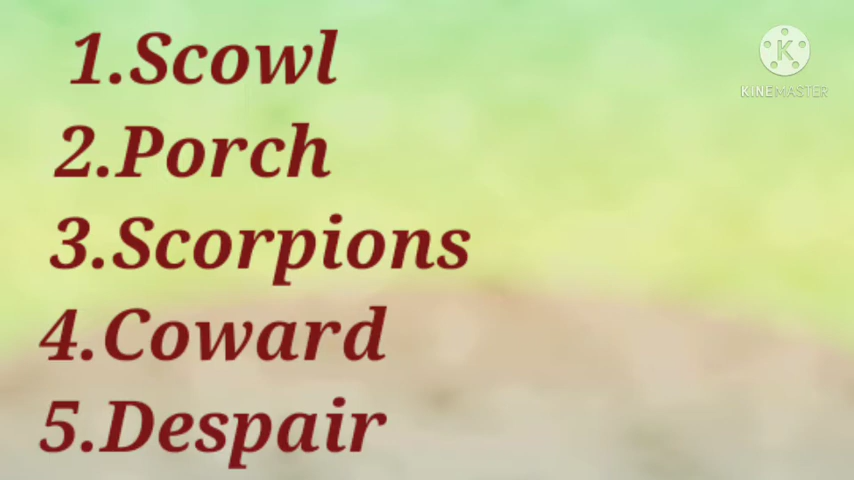 1.Scowl
2.Porch
3.Scorpions
4.Coward
5.Despair
K
KINEMASTER